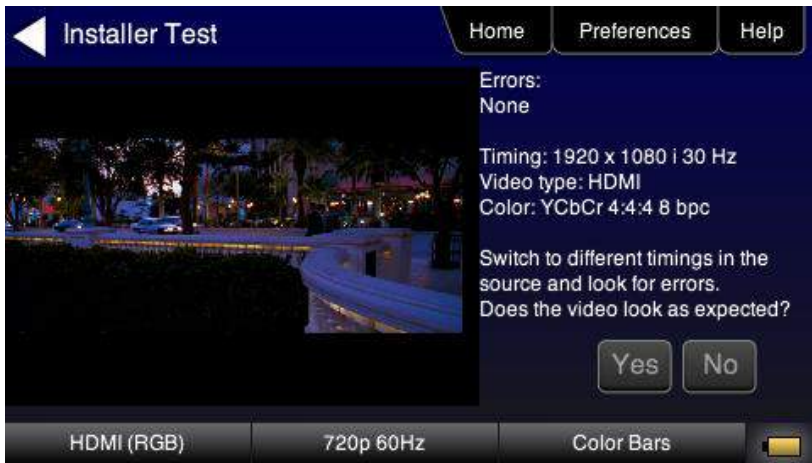 Installer Test
Home
Preferences
Help
Errors:
None
Timing: 1920 x 1080 i 30 Hz
Video type: HDMI
Color: YCbCr 4:4:4 8 bpc
Switch to different timings in the
source and look for errors.
Does the video look as expected?
Yes
No
HDMI (RGB)
720p 60Hz
Color Bars